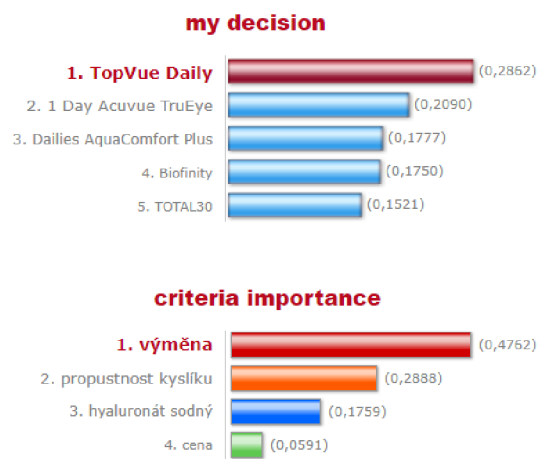 my decision
1. TopVue Daily (0,2862)
2. 1 Day Acuvue TruEye (0,2090)
3. Dailies AquaComfort Plus (0,1777)
4. Biofinity (0,1750)
5. TOTAL30 (0,1521)
criteria importance
1. výměna (0,4762)
2. propustnost kyslíku (0,2888)
3. hyaluronát sodný (0,1759)
4. cena (0,0591)